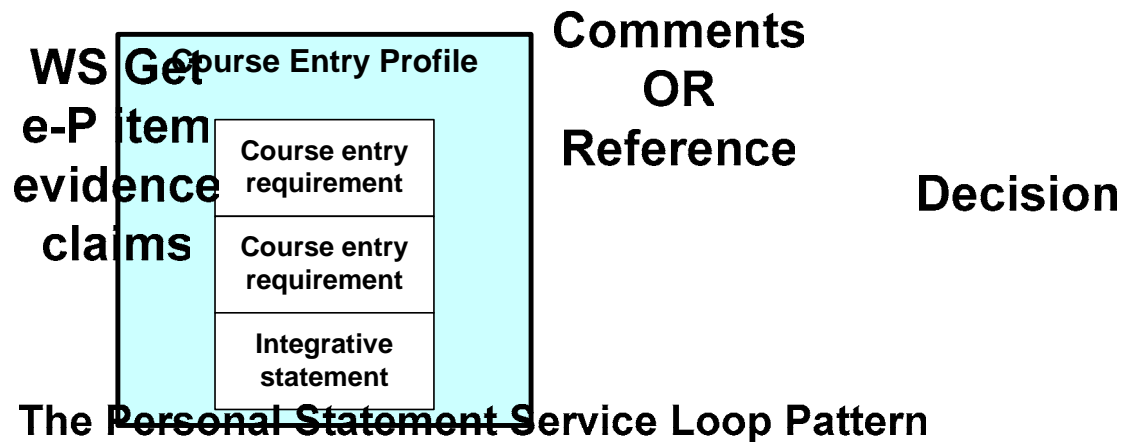 WS Get
e-P item
evidence
claims
Course Entry Profile
Course entry
requirement
Course entry
requirement
Integrative
statement
Comments
OR
Reference
Decision
The Personal Statement Service Loop Pattern